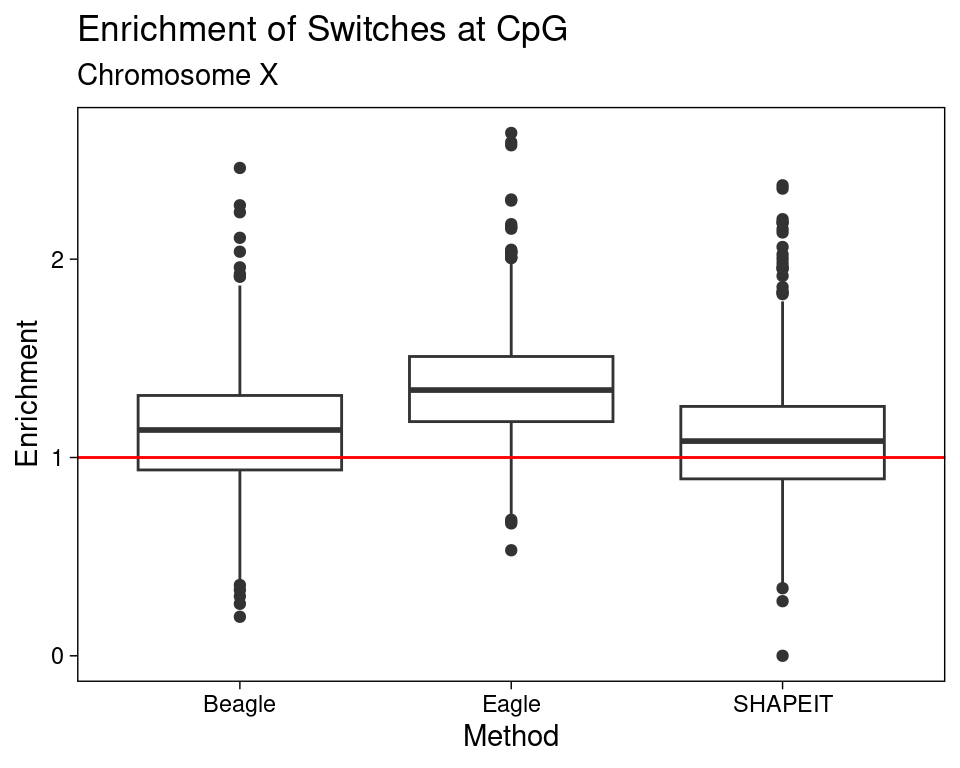 Enrichment of Switches at CpG
Chromosome X
Enrichment
2
1
0
Beagle
Eagle
SHAPEIT
Method